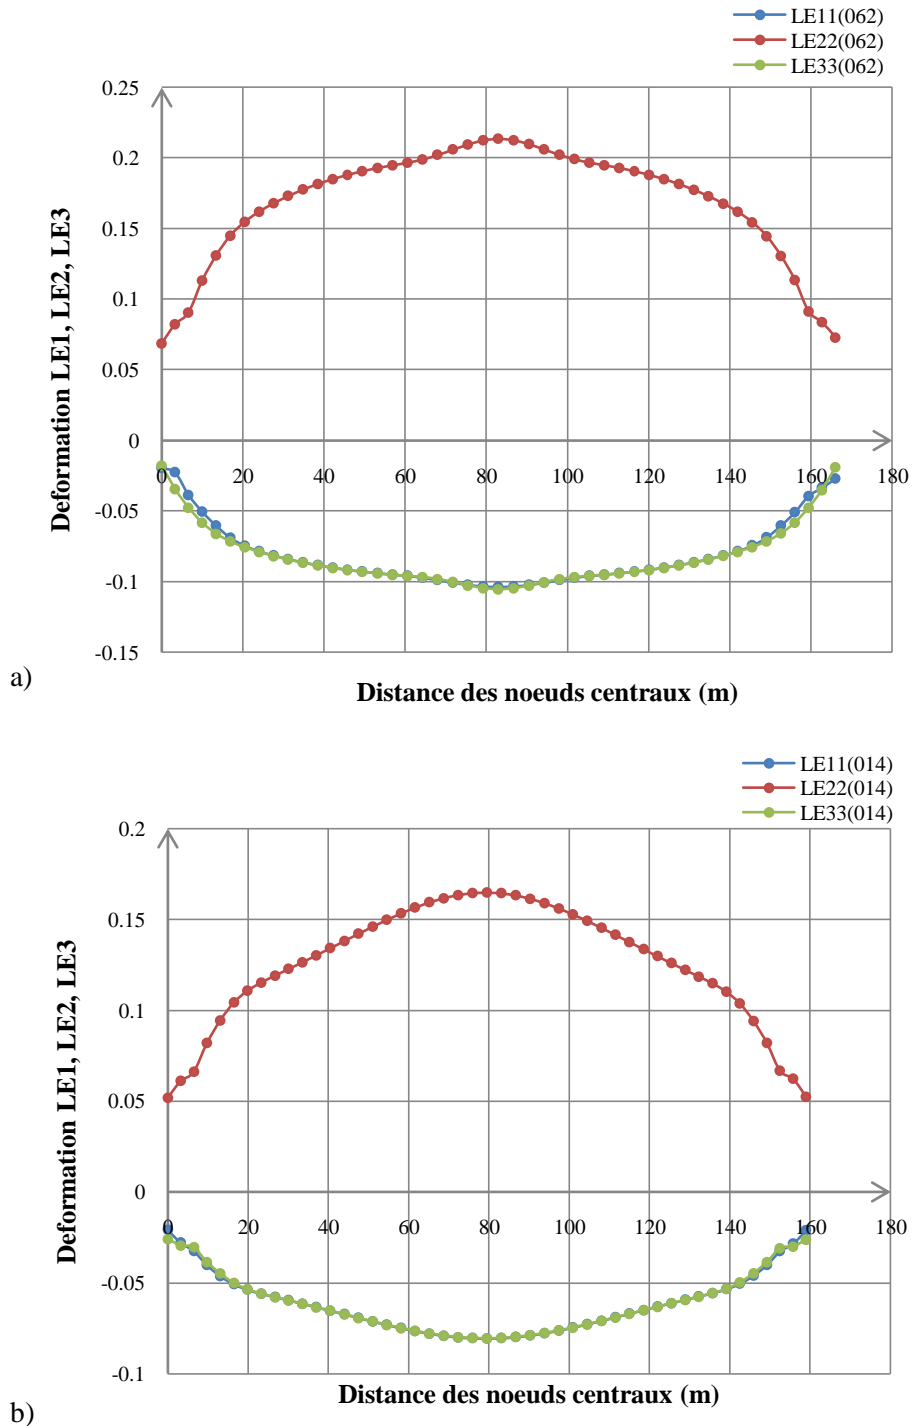 LE11(062)
LE22(062)
LE33(062)
0.25
0.2
0.15
0.1
0.05
0
-0.05
-0.1
-0.15
0 20 40 60 80 100 120 140 160 180
Deformation LE1, LE2, LE3
Distance des noeuds centraux (m)
a)
LE11(014)
LE22(014)
LE33(014)
0.2
0.15
0.1
0.05
0
-0.05
-0.1
0 20 40 60 80 100 120 140 160 180
Deformation LE1, LE2, LE3
Distance des noeuds centraux (m)
b)